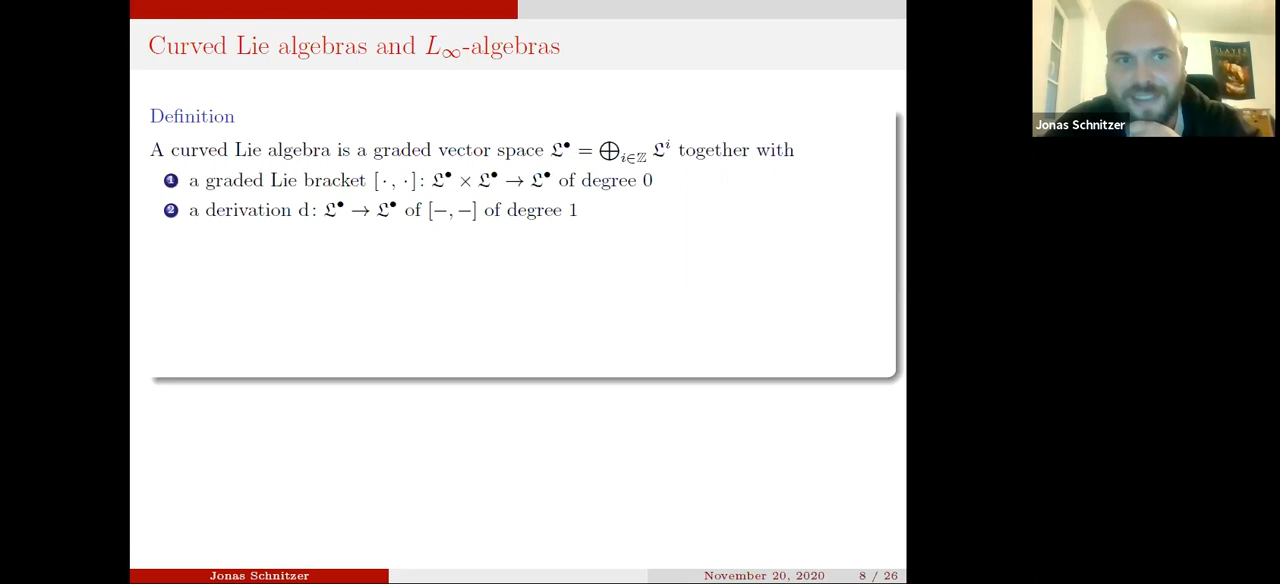 Curved Lie algebras and L∞-algebras
Definition
A curved Lie algebra is a graded vector space 𝔏• = ⊕i∈ℤ 𝔏i together with
1 a graded Lie bracket [ · , · ]: 𝔏• × 𝔏• → 𝔏• of degree 0
2 a derivation d: 𝔏• → 𝔏• of [−, −] of degree 1
SLAYER
Jonas Schnitzer
Jonas Schnitzer
November 20, 2020
8 / 26